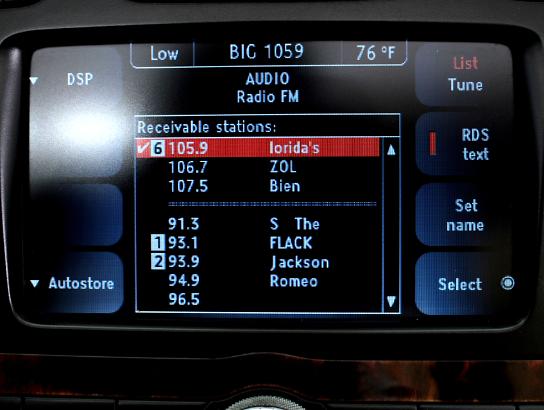 Low BIG 1059 76 °F
DSP
AUDIO
Radio FM
List
Tune
Receivable stations:
✓ 6 105.9 lorida's
106.7 ZOL
107.5 Bien
91.3 S The
1 93.1 FLACK
2 93.9 Jackson
94.9 Romeo
96.5
RDS
text
Set
name
Autostore
Select